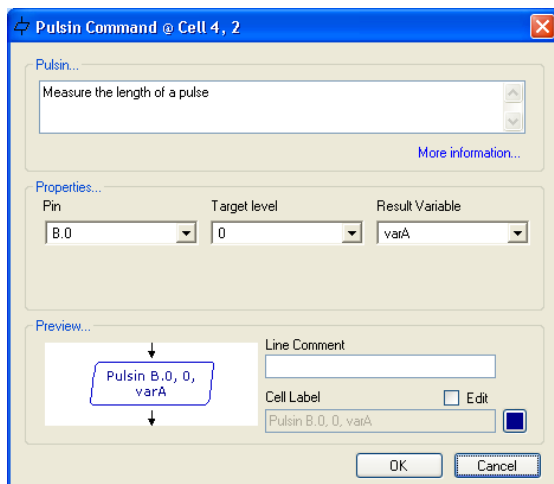 Pulsin Command @ Cell 4, 2
Pulsin...
Measure the length of a pulse
More information...
Properties...
Pin
Target level
Result Variable
B.0
0
varA
Preview...
Pulsin B.0, 0,
varA
Line Comment
Cell Label
Edit
Pulsin B.0, 0, varA
OK
Cancel